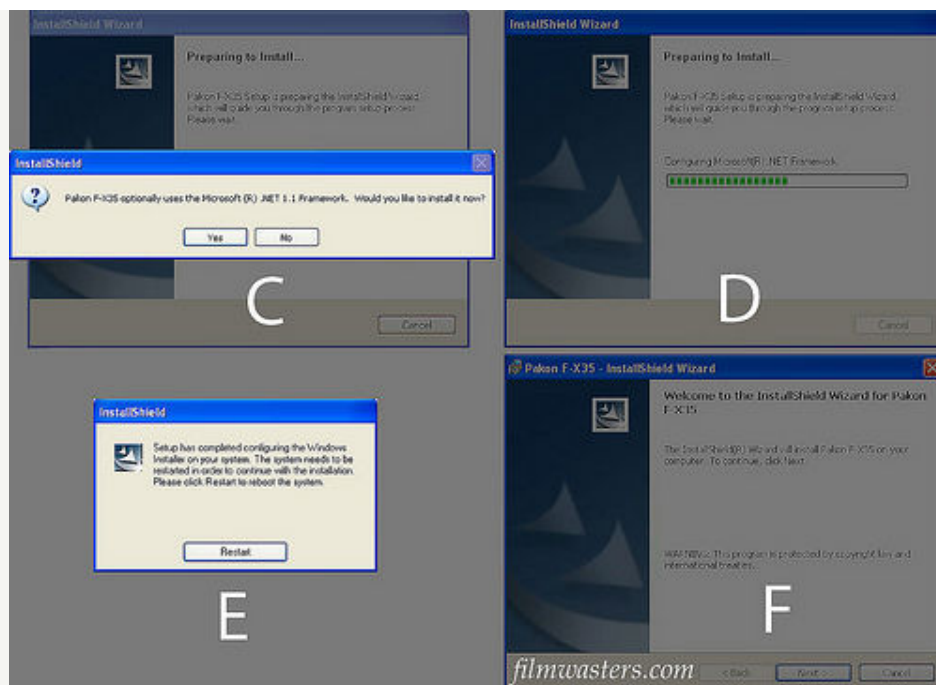 InstallShield Wizard
Preparing to Install...
Pakon F-X35 Setup is preparing the InstallShield Wizard,
which will guide you through the program setup process.
Please wait.
InstallShield
Pakon F-X35 optionally uses the Microsoft (R) .NET 1.1 Framework. Would you like to install it now?
Yes
No
C
Cancel
InstallShield Wizard
Preparing to Install...
Pakon F-X35 Setup is preparing the InstallShield Wizard,
which will guide you through the program setup process.
Please wait.
Configuring Microsoft(R) .NET Framework
D
Cancel
InstallShield
Setup has completed configuring the Windows
Installer on your system. The system needs to be
restarted in order to continue with the installation.
Please click Restart to reboot the system.
Restart
E
Pakon F-X35 - InstallShield Wizard
Welcome to the InstallShield Wizard for Pakon
F-X35
The InstallShield(R) Wizard will install Pakon F-X35 on your
computer. To continue, click Next.
WARNING: This program is protected by copyright law and
international treaties.
F
filmwasters.com
< Back
Next >
Cancel